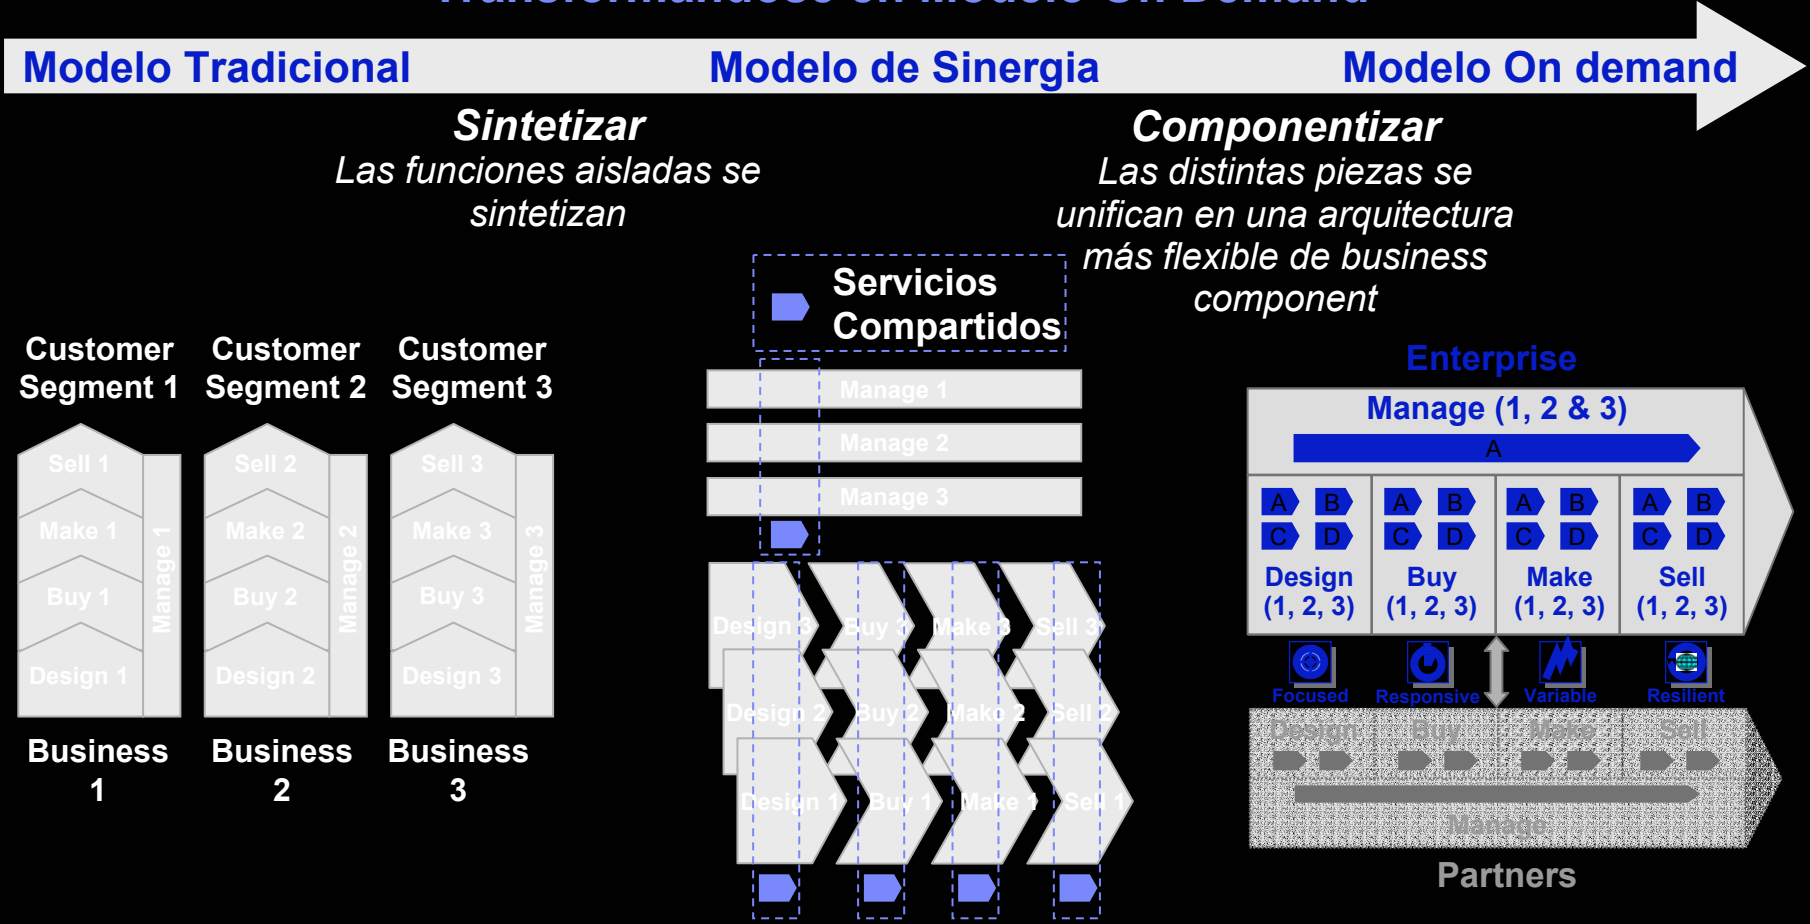 Transformándose en Modelo On Demand
Modelo Tradicional
Modelo de Sinergia
Modelo On demand
Sintetizar
Las funciones aisladas se
sintetizan
Componentizar
Las distintas piezas se
unifican en una arquitectura
más flexible de business
component
Servicios
Compartidos
Customer
Segment 1
Customer
Segment 2
Customer
Segment 3
Sell 1
Make 1
Buy 1
Design 1
Manage 1
Sell 2
Make 2
Buy 2
Design 2
Manage 2
Sell 3
Make 3
Buy 3
Design 3
Manage 3
Business
1
Business
2
Business
3
Manage 1
Manage 2
Manage 3
Design 3
Buy 3
Make 3
Sell 3
Design 2
Buy 2
Make 2
Sell 2
Design 1
Buy 1
Make 1
Sell 1
Enterprise
Manage (1, 2 & 3)
A
A B
C D
Design
(1, 2, 3)
A B
C D
Buy
(1, 2, 3)
A B
C D
Make
(1, 2, 3)
A B
C D
Sell
(1, 2, 3)
Focused
Responsive
Variable
Resilient
Design
Buy
Make
Sell
Manage
Partners